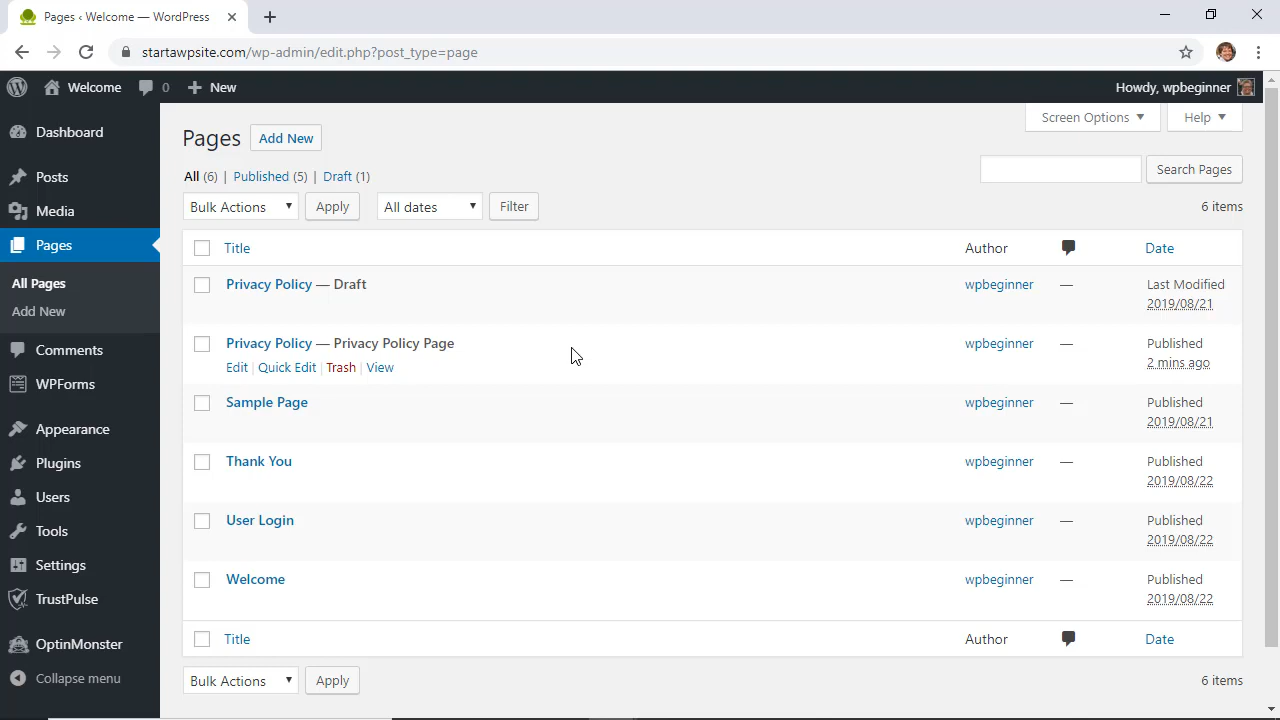 Pages ‹ Welcome — WordPress
startawpsite.com/wp-admin/edit.php?post_type=page
Welcome 0 New Howdy, wpbeginner
Dashboard
Posts
Media
Pages
All Pages
Add New
Comments
WPForms
Appearance
Plugins
Users
Tools
Settings
TrustPulse
OptinMonster
Collapse menu
Screen Options Help
Pages Add New
All (6) | Published (5) | Draft (1)
Search Pages
Bulk Actions Apply All dates Filter 6 items
Title Author Date
Privacy Policy — Draft wpbeginner — Last Modified
2019/08/21
Privacy Policy — Privacy Policy Page wpbeginner — Published
Edit | Quick Edit | Trash | View 2 mins ago
Sample Page wpbeginner — Published
2019/08/21
Thank You wpbeginner — Published
2019/08/22
User Login wpbeginner — Published
2019/08/22
Welcome wpbeginner — Published
2019/08/22
Title Author Date
Bulk Actions Apply 6 items